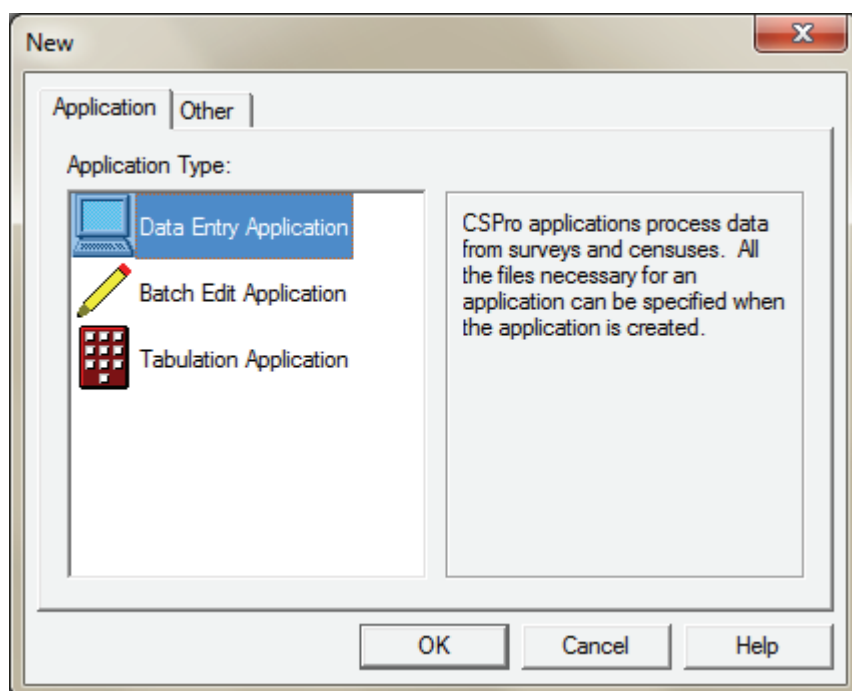 New
Application
Other
Application Type:
Data Entry Application
Batch Edit Application
Tabulation Application
CSPro applications process data
from surveys and censuses.  All
the files necessary for an
application can be specified when
the application is created.
OK
Cancel
Help